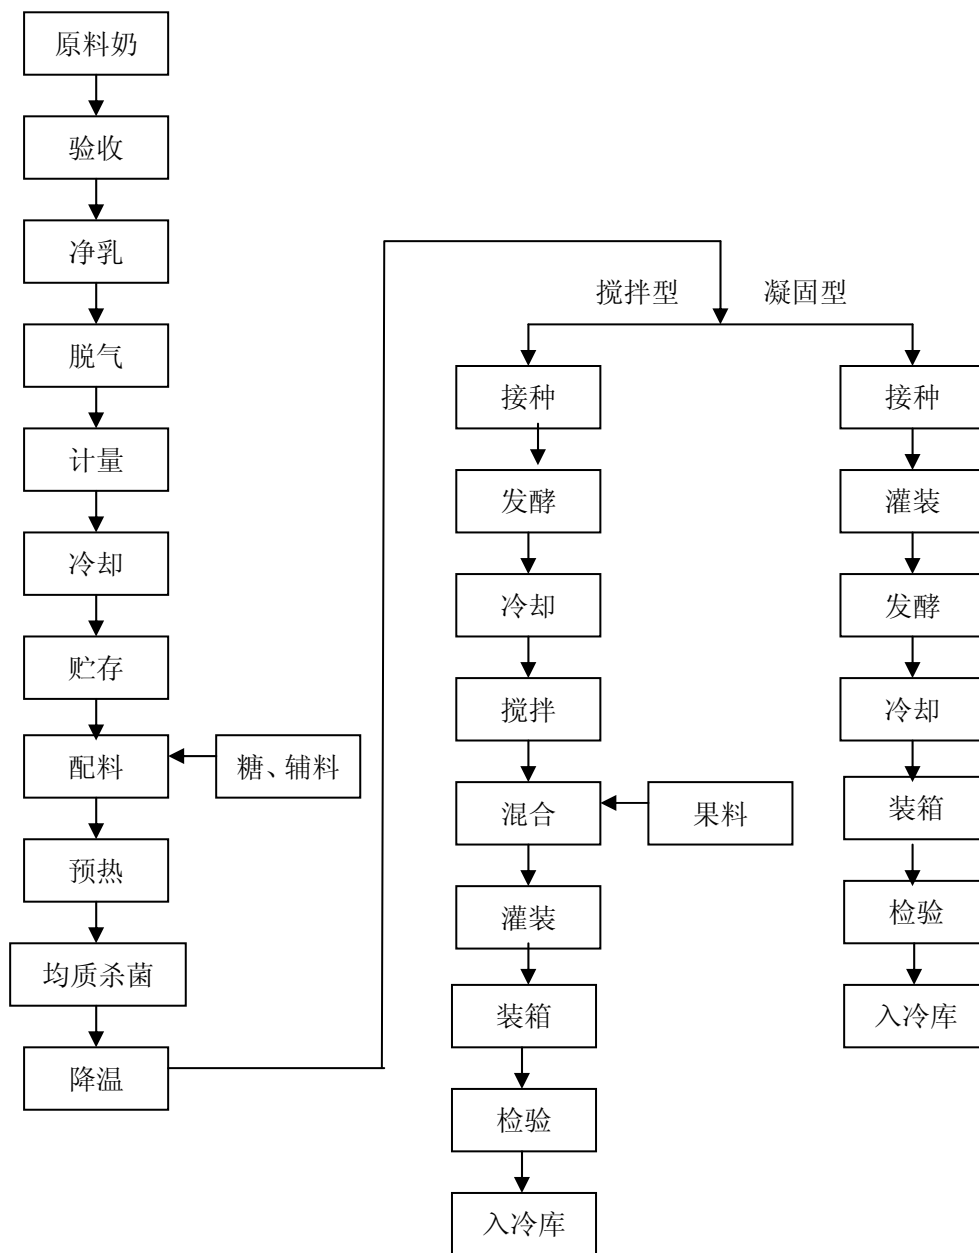 原料奶
验收
净乳
脱气
计量
冷却
贮存
配料
糖、辅料
预热
均质杀菌
降温
搅拌型
凝固型
接种
发酵
冷却
搅拌
混合
果料
灌装
装箱
检验
入冷库
接种
灌装
发酵
冷却
装箱
检验
入冷库